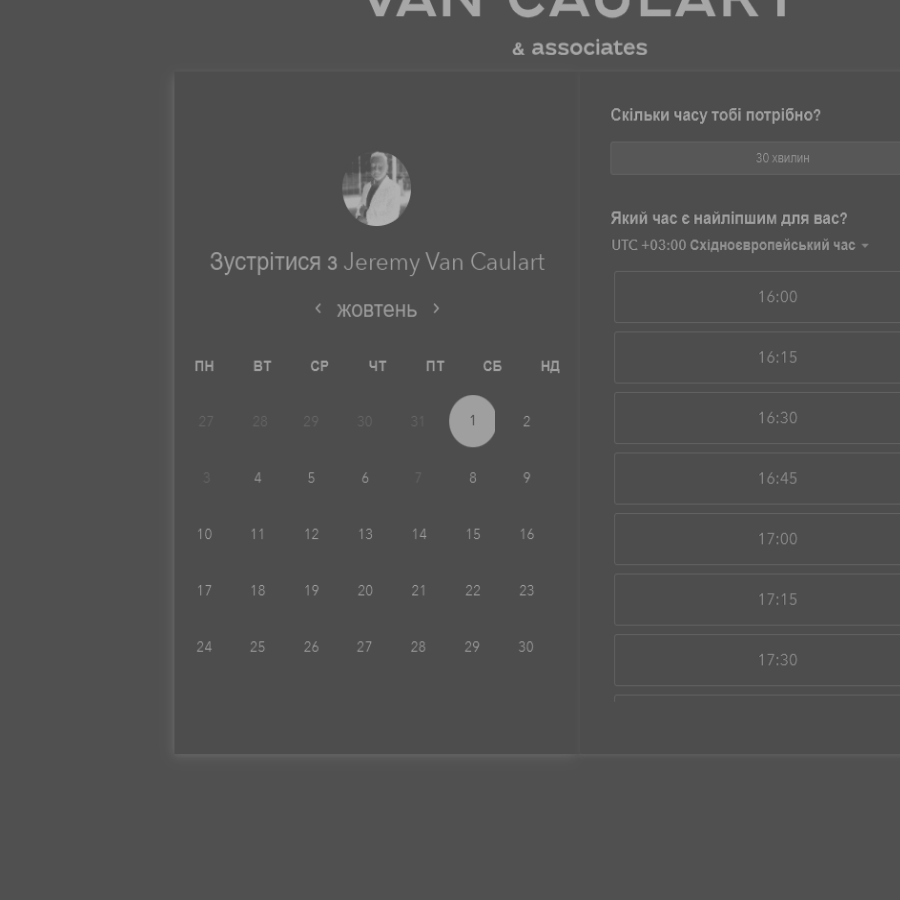 VAN CAULART
& associates
Зустрітися з Jeremy Van Caulart
жовтень
ПН ВТ СР ЧТ ПТ СБ НД
27 28 29 30 31 1 2
3 4 5 6 7 8 9
10 11 12 13 14 15 16
17 18 19 20 21 22 23
24 25 26 27 28 29 30
Скільки часу тобі потрібно?
30 хвилин
Який час є найліпшим для вас?
UTC +03:00 Східноєвропейський час
16:00
16:15
16:30
16:45
17:00
17:15
17:30